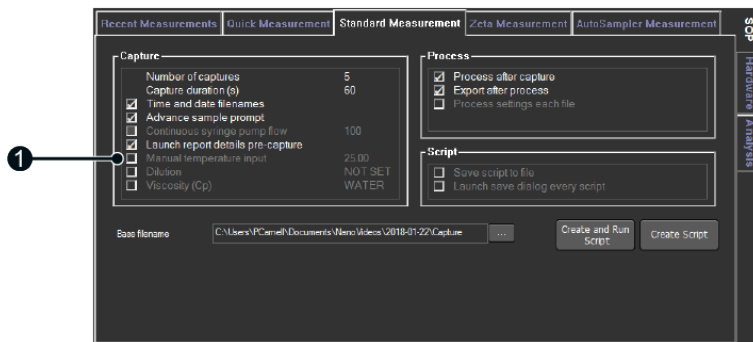 Recent Measurements Quick Measurement Standard Measurement Zeta Measurement AutoSampler Measurement
SOP
Hardware
Analysis
Capture
Number of captures 5
Capture duration (s) 60
Time and date filenames
Advance sample prompt
Continuous syringe pump flow 100
Launch report details pre-capture
1 Manual temperature input 25.00
Dilution NOT SET
Viscosity (Cp) WATER
Process
Process after capture
Export after process
Process settings each file
Script
Save script to file
Launch save dialog every script
Base filename C:\Users\PCarnell\Documents\NanoVideos\2018-01-22\Capture ...
Create and Run
Script
Create Script